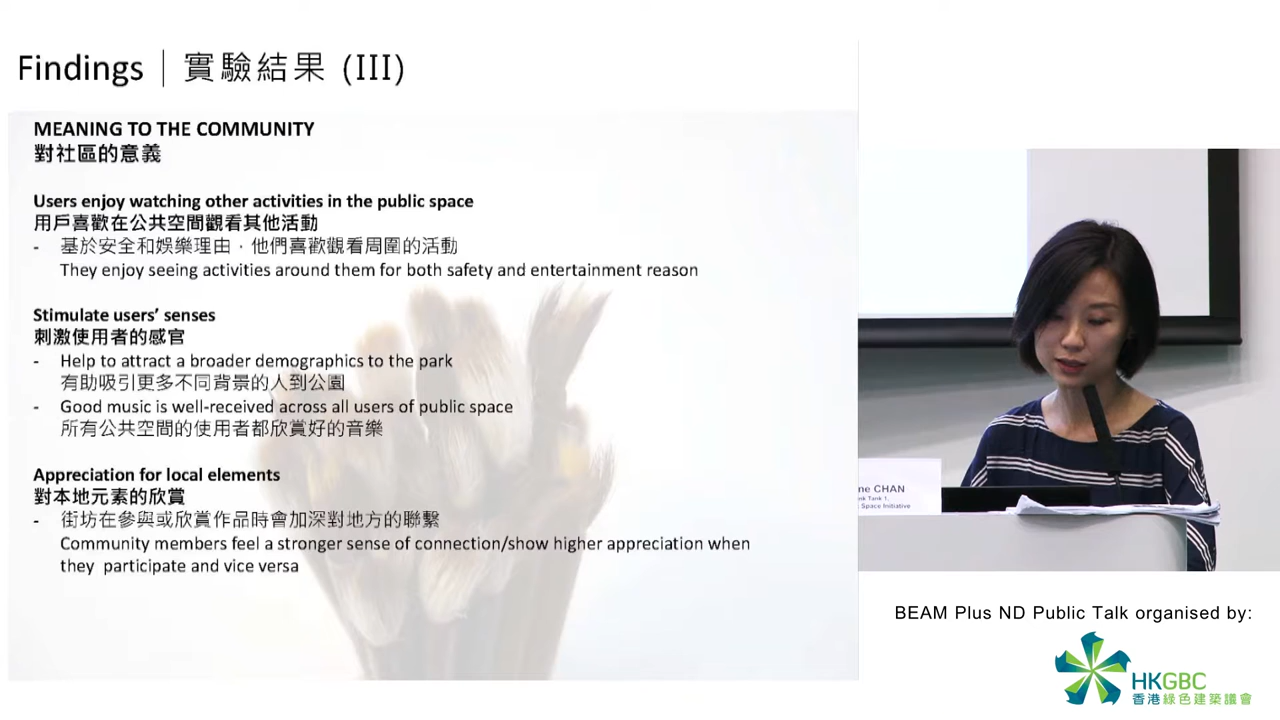 Findings | 實驗結果 (III)
MEANING TO THE COMMUNITY
對社區的意義
Users enjoy watching other activities in the public space
用戶喜歡在公共空間觀看其他活動
- 基於安全和娛樂理由，他們喜歡觀看周圍的活動
They enjoy seeing activities around them for both safety and entertainment reason
Stimulate users’ senses
刺激使用者的感官
- Help to attract a broader demographics to the park
有助吸引更多不同背景的人到公園
- Good music is well-received across all users of public space
所有公共空間的使用者都欣賞好的音樂
Appreciation for local elements
對本地元素的欣賞
- 街坊在參與或欣賞作品時會加深對地方的聯繫
Community members feel a stronger sense of connection/show higher appreciation when
they participate and vice versa
CHAN
Tank 1,
Space Initiative
BEAM Plus ND Public Talk organised by:
HKGBC
香港綠色建築議會